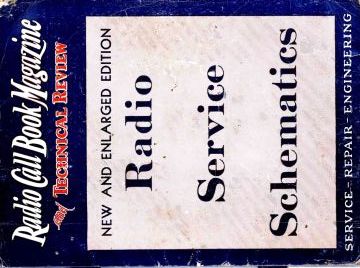 Radio Call Book Magazine
and TECHNICAL REVIEW
NEW AND ENLARGED EDITION
Radio
Service
Schematics
SERVICE - REPAIR - ENGINEERING